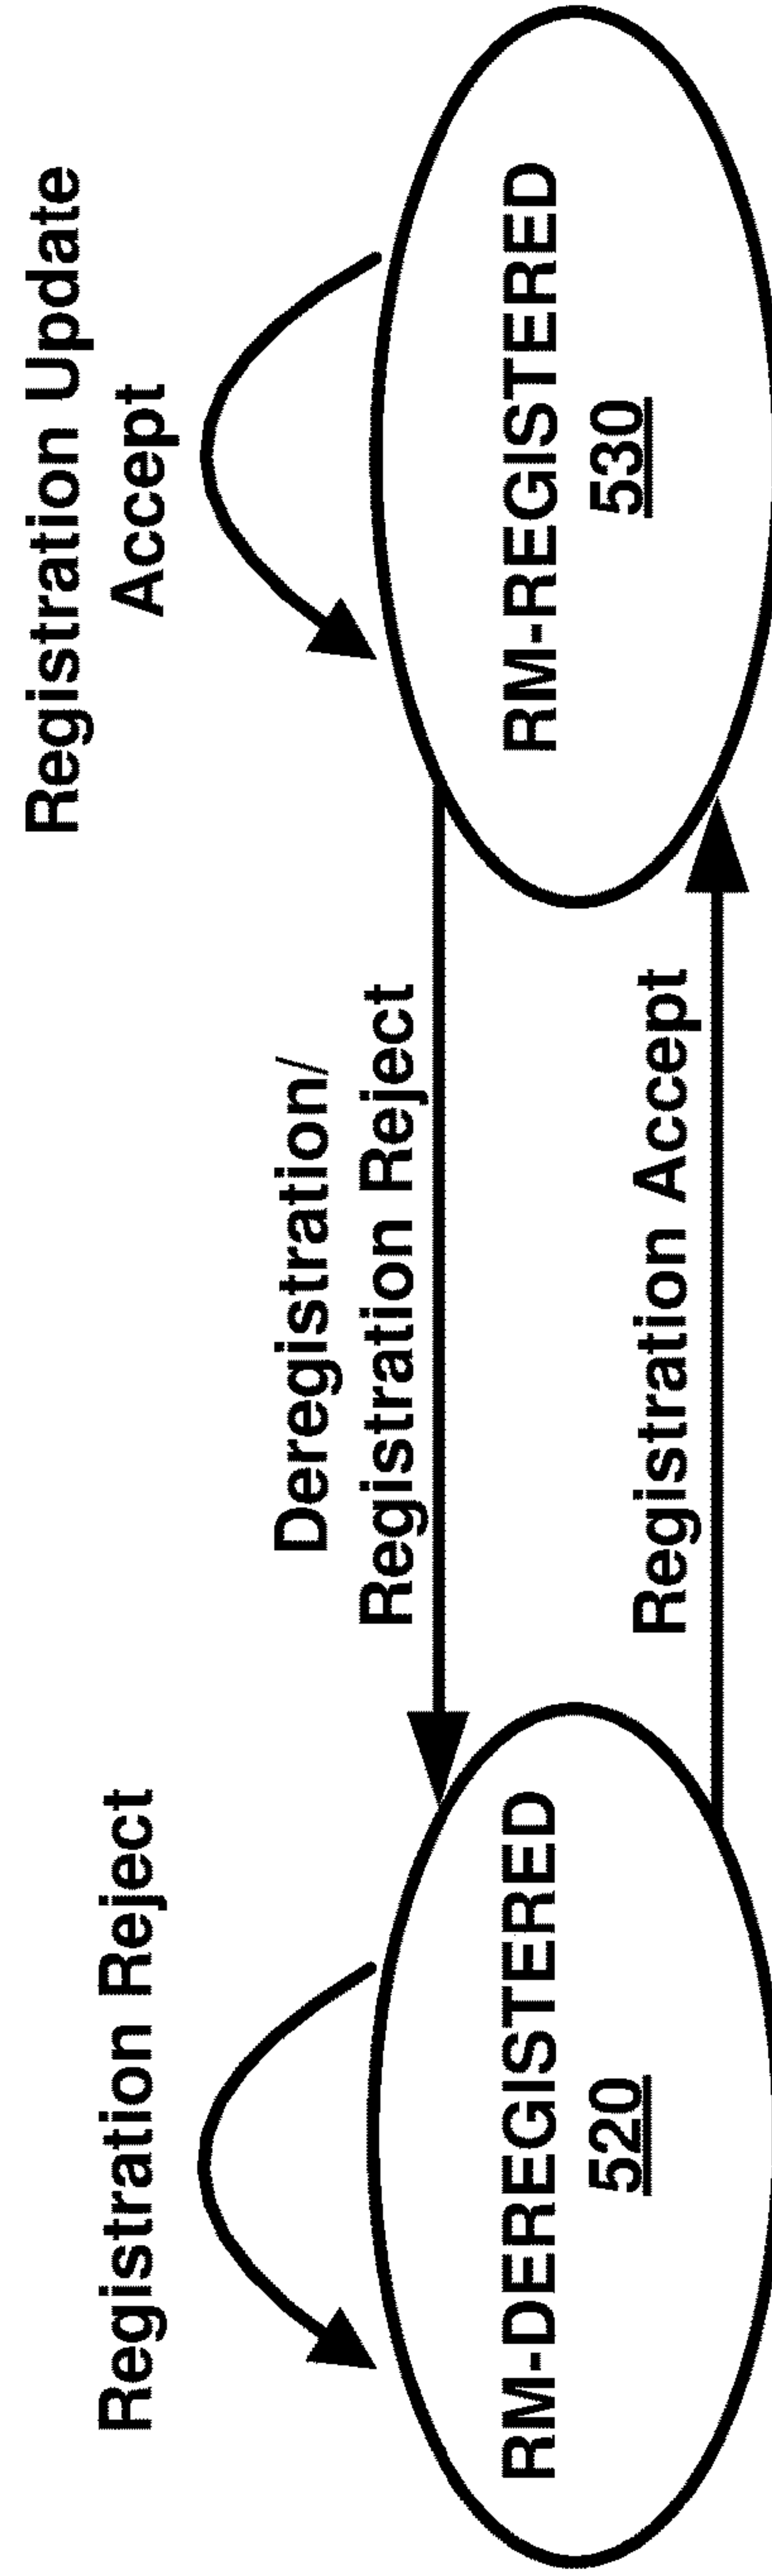 Registration Reject
RM-DEREGISTERED
520
Deregistration/
Registration Reject
Registration Accept
Registration Update
Accept
RM-REGISTERED
530